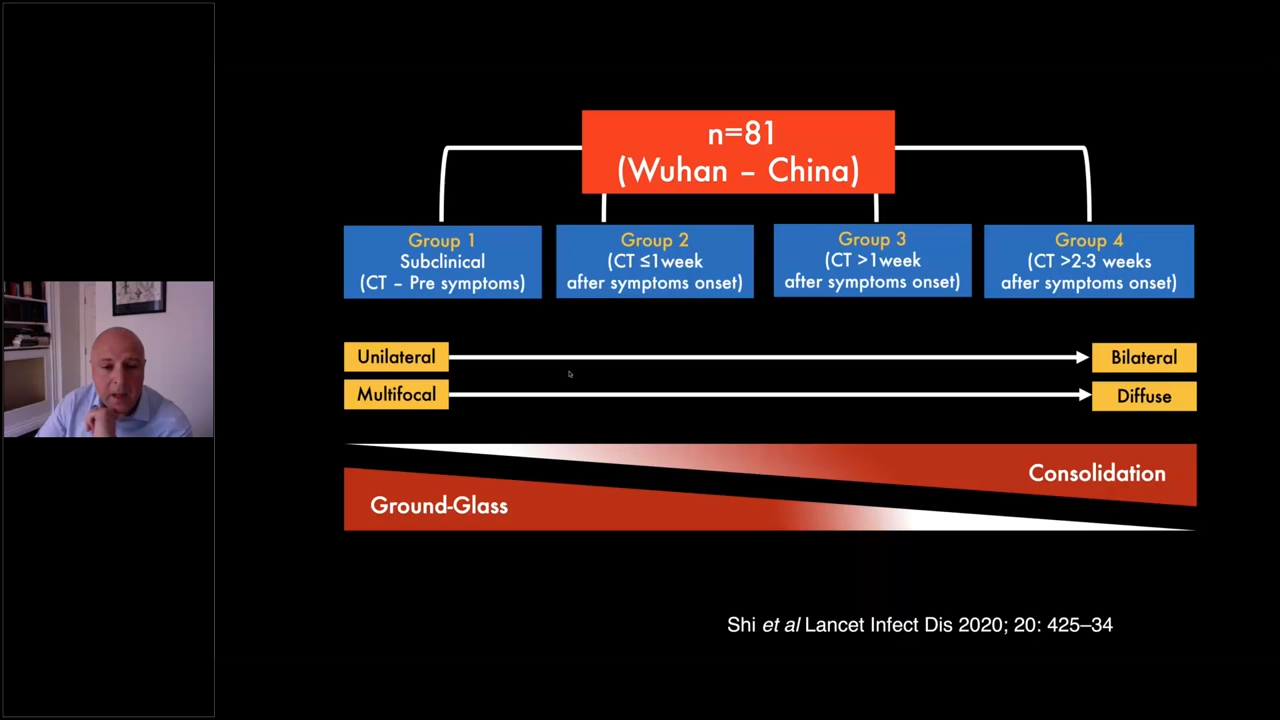 n=81
(Wuhan – China)
Group 1
Subclinical
(CT – Pre symptoms)
Group 2
(CT ≤1week
after symptoms onset)
Group 3
(CT >1week
after symptoms onset)
Group 4
(CT >2-3 weeks
after symptoms onset)
Unilateral
Bilateral
Multifocal
Diffuse
Consolidation
Ground-Glass
Shi et al Lancet Infect Dis 2020; 20: 425–34